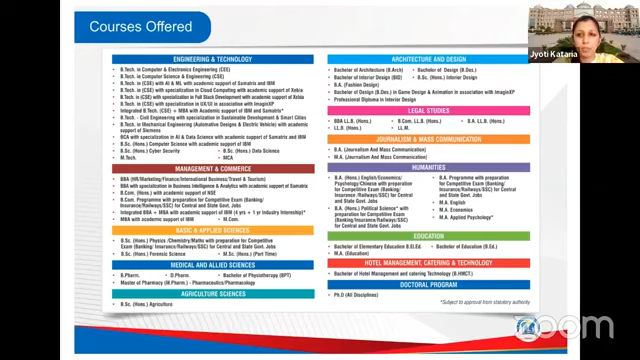 Courses Offered
Jyoti Kataria
ENGINEERING & TECHNOLOGY
B.Tech. in Computer & Electronics Engineering (CEE)
B.Tech. in Computer Science & Engineering (CSE)
B.Tech. (CSE) with AI & ML with academic support of Samatrix and IBM
B.Tech. (CSE) with specialization in Cloud Computing with academic support of Xebia
B.Tech. (CSE) with specialization in Full Stack Development with academic support of Xebia
B.Tech. (CSE) with specialization in UX/UI in association with ImaginXP
Integrated B.Tech. (CSE) + MBA with Academic Support of IBM and Samatrix*
B.Tech. - Civil Engineering with specialization in Sustainable Development & Smart Cities
B.Tech. in Mechanical Engineering (Automotive Designs & Electric Vehicle) with academic
support of Siemens
BCA with specialization in AI & Data Science with academic support of Samatrix and IBM
B.Sc. (Hons.) Computer Science with academic support of IBM
B.Sc. (Hons.) Cyber Security
B.Sc. (Hons.) Data Science
M.Tech.
MCA
MANAGEMENT & COMMERCE
BBA (HR/Marketing/Finance/International Business/Travel & Tourism)
BBA with specialization in Business Intelligence & Analytics with academic support of Samatrix
B.Com. (Hons.) with academic support of NSE
B.Com. Programme with preparation for Competitive Exam (Banking/
Insurance/Railways/SSC) for Central and State Govt. Jobs
Integrated BBA + MBA with academic support of IBM (4 yrs + 1 yr Industry Internship)*
MBA with academic support of IBM
M.Com.
BASIC & APPLIED SCIENCES
B.Sc. (Hons.) Physics/Chemistry/Maths with preparation for Competitive
Exam (Banking/Insurance/Railways/SSC) for Central and State Govt. Jobs
B.Sc. (Hons.) Forensic Science
M.Sc. (Hons.) (Part Time)
MEDICAL AND ALLIED SCIENCES
B.Pharm.
D.Pharm.
Bachelor of Physiotherapy (BPT)
Master of Pharmacy (M.Pharm.) - Pharmaceutics/Pharmacology
AGRICULTURE SCIENCES
B.Sc. (Hons.) Agriculture
ARCHITECTURE AND DESIGN
Bachelor of Architecture (B.Arch)
Bachelor of Design (B.Des.)
Bachelor of Interior Design (BID)
B.Sc. (Hons.) Interior Design
B.A. (Fashion Design)
Bachelor of Design (B.Des.) in Game Design & Animation in association with ImaginXP
Professional Diploma in Interior Design
LEGAL STUDIES
BBA LL.B. (Hons.)
B.Com. LL.B. (Hons.)
B.A. LL.B. (Hons.)
LL.B. (Hons.)
LL.M.
JOURNALISM & MASS COMMUNICATION
B.A. (Journalism And Mass Communication)
M.A. (Journalism And Mass Communication)
HUMANITIES
B.A. (Hons.) English/Economics/
Psychology/Chinese with preparation
for Competitive Exam (Banking/
Insurance/Railways/SSC) for Central
and State Govt. Jobs
B.A. (Hons.) Political Science* with
preparation for Competitive Exam
(Banking/Insurance/Railways/SSC)
for Central and State Govt. Jobs
B.A. Programme with preparation
for Competitive Exam (Banking/
Insurance/Railways/SSC) for Central
and State Govt. Jobs
M.A. English
M.A. Economics
M.A. Applied Psychology*
EDUCATION
Bachelor of Elementary Education (B.El.Ed.)
Bachelor of Education (B.Ed.)
M.A. (Education)
HOTEL MANAGEMENT, CATERING & TECHNOLOGY
Bachelor of Hotel Management and catering Technology (B.HMCT.)
DOCTORAL PROGRAM
Ph.D (All Disciplines)
*Subject to approval from statutory authority
zoom